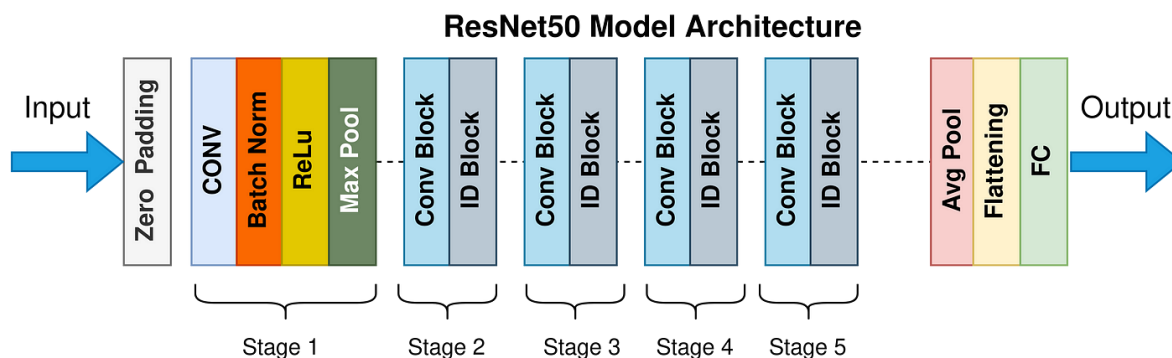 ResNet50 Model Architecture
Input
Zero Padding
CONV
Batch Norm
ReLu
Max Pool
Conv Block
ID Block
Conv Block
ID Block
Conv Block
ID Block
Conv Block
ID Block
Avg Pool
Flattening
FC
Output
Stage 1
Stage 2
Stage 3
Stage 4
Stage 5